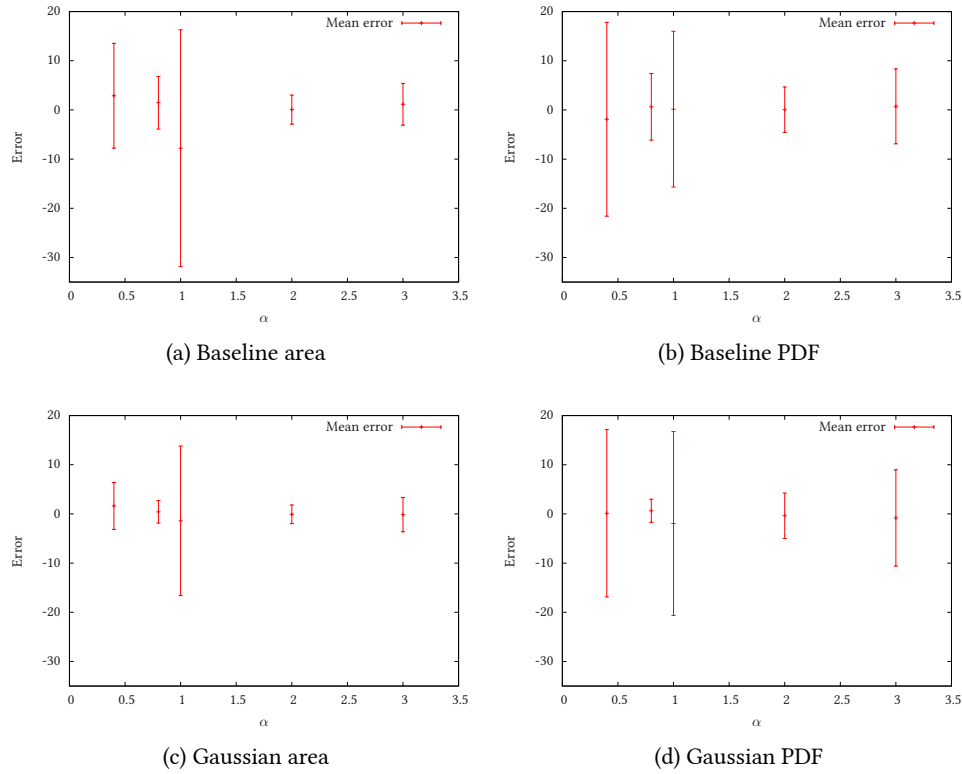 20
10
0
-10
-20
-30
Error
Mean error
0 0.5 1 1.5 2 2.5 3 3.5
α
(a) Baseline area
20
10
0
-10
-20
-30
Error
Mean error
0 0.5 1 1.5 2 2.5 3 3.5
α
(b) Baseline PDF
20
10
0
-10
-20
-30
Error
Mean error
0 0.5 1 1.5 2 2.5 3 3.5
α
(c) Gaussian area
20
10
0
-10
-20
-30
Error
Mean error
0 0.5 1 1.5 2 2.5 3 3.5
α
(d) Gaussian PDF